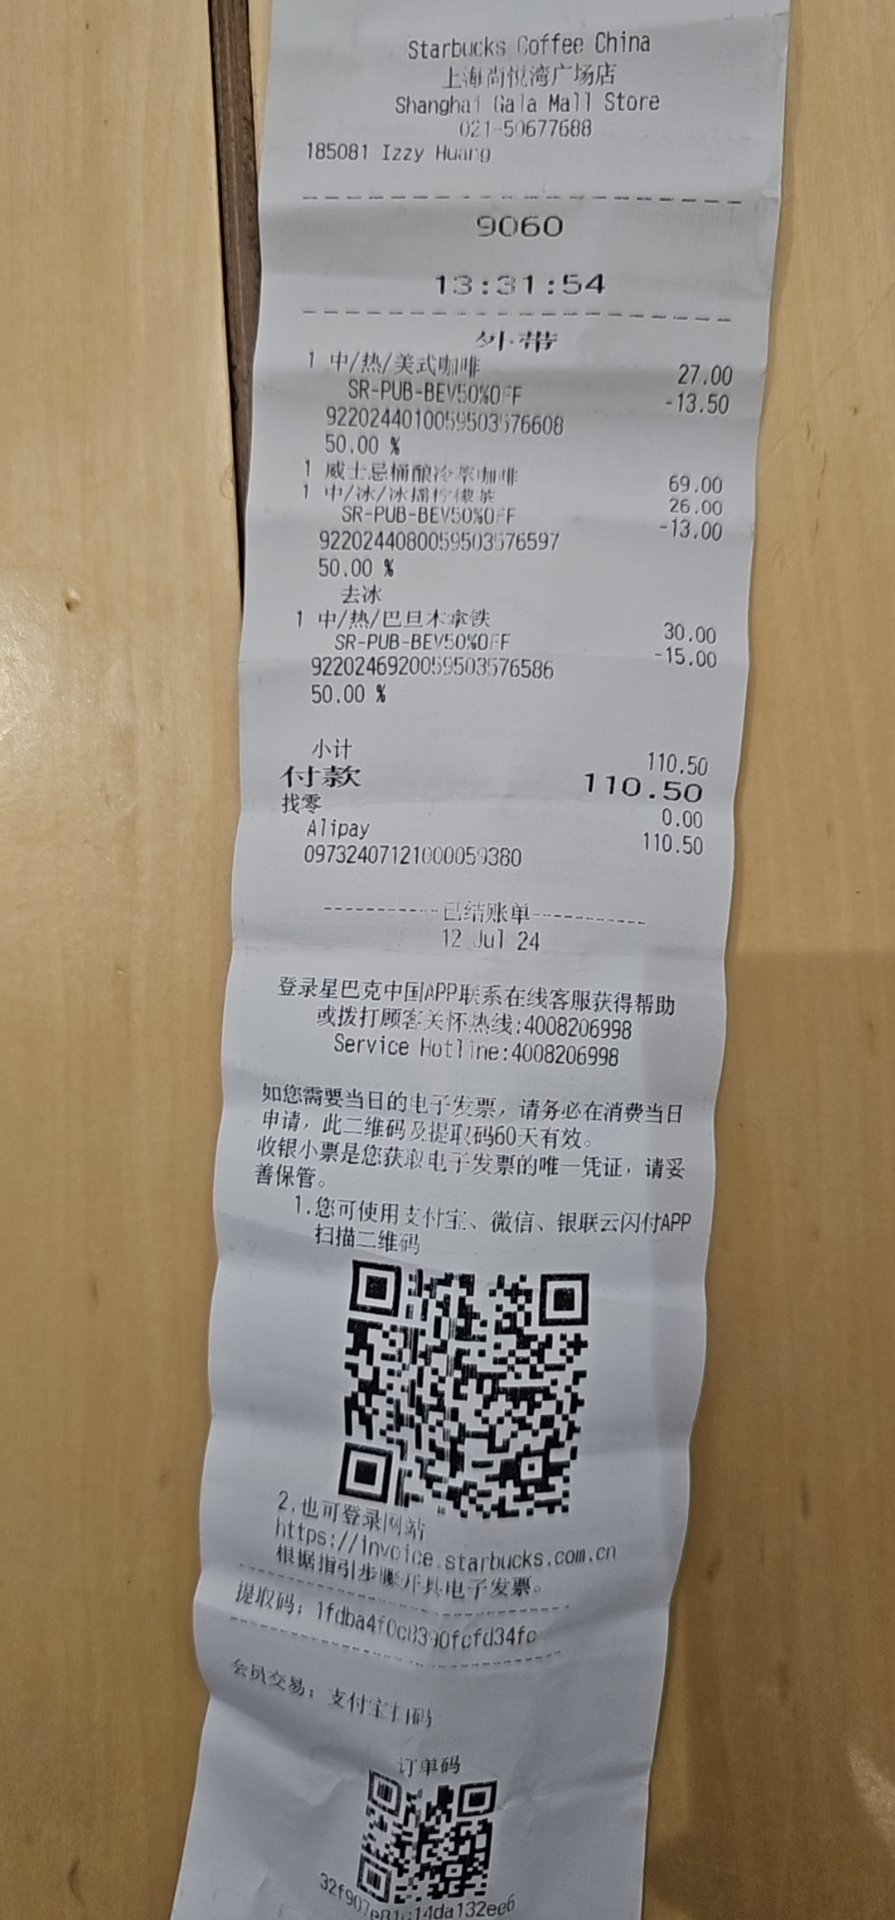 Starbucks Coffee China
上海尚悦湾广场店
Shanghai Gala Mall Store
021-50677688
185081 Izzy Huang
9060
13:31:54
外带
1 中/热/美式咖啡 27.00
SR-PUB-BEV50%OFF -13.50
9220244010059503576608
50.00 %
1 威士忌桶酿冷萃咖啡 69.00
1 中/冰/冰摇柠檬茶 26.00
SR-PUB-BEV50%OFF -13.00
9220244080059503576597
50.00 %
去冰
1 中/热/巴旦木拿铁 30.00
SR-PUB-BEV50%OFF -15.00
9220246920059503576586
50.00 %
小计 110.50
付款 110.50
找零 0.00
Alipay 110.50
09732407121000059380
-----------已结账单-----------
12 Jul 24
登录星巴克中国APP联系在线客服获得帮助
或拨打顾客关怀热线:4008206998
Service Hotline:4008206998
如您需要当日的电子发票，请务必在消费当日
申请，此二维码及提取码60天有效。
收银小票是您获取电子发票的唯一凭证，请妥
善保管。
1.您可使用支付宝、微信、银联云闪付APP
扫描二维码
2.也可登录网站
https://invoice.starbucks.com.cn
根据指引步骤开具电子发票。
提取码：1fdba4f0c8390fcfd34fc
会员交易：支付宝扫码
订单码
32f907e81c14da132ee6